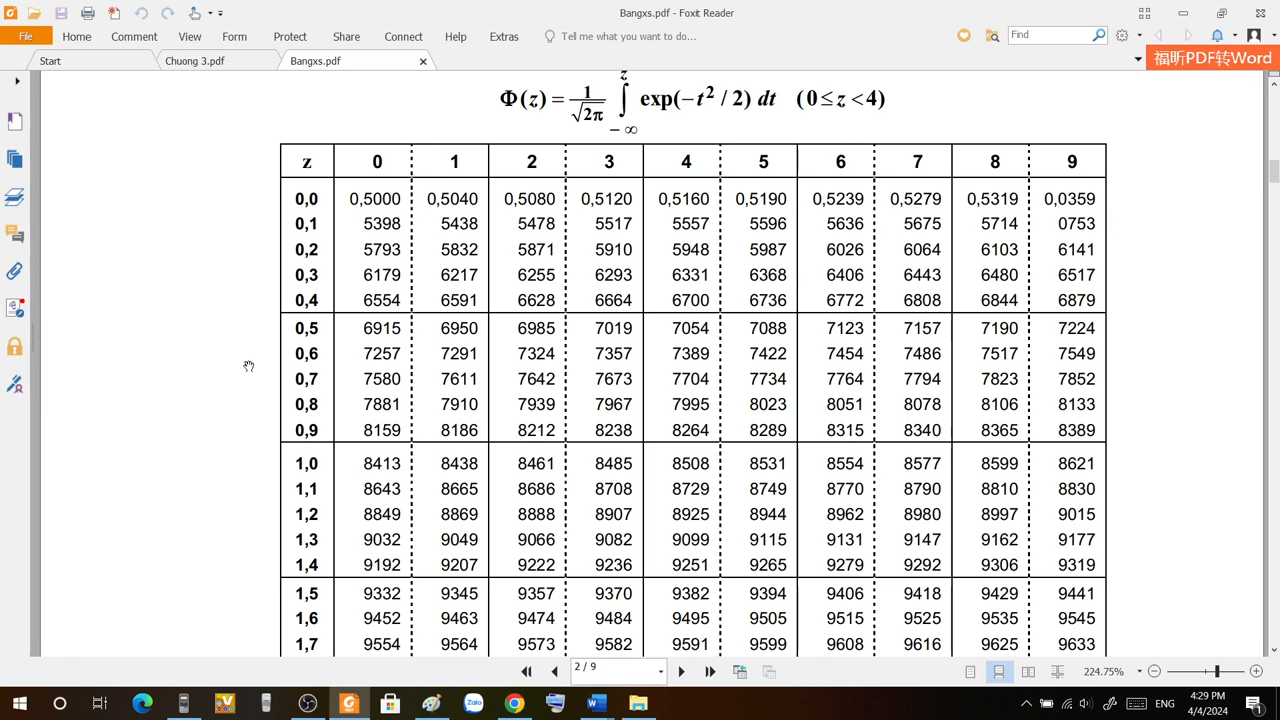 Bangxs.pdf - Foxit Reader
File Home Comment View Form Protect Share Connect Help Extras Tell me what you want to do... Find
Start Chuong 3.pdf Bangxs.pdf 福昕PDF转Word
Φ(z) = 1/√2π ∫ z −∞ exp(−t² / 2) dt (0 ≤ z < 4)
z 0 1 2 3 4 5 6 7 8 9
0,0 0,5000 0,5040 0,5080 0,5120 0,5160 0,5190 0,5239 0,5279 0,5319 0,0359
0,1 5398 5438 5478 5517 5557 5596 5636 5675 5714 0753
0,2 5793 5832 5871 5910 5948 5987 6026 6064 6103 6141
0,3 6179 6217 6255 6293 6331 6368 6406 6443 6480 6517
0,4 6554 6591 6628 6664 6700 6736 6772 6808 6844 6879
0,5 6915 6950 6985 7019 7054 7088 7123 7157 7190 7224
0,6 7257 7291 7324 7357 7389 7422 7454 7486 7517 7549
0,7 7580 7611 7642 7673 7704 7734 7764 7794 7823 7852
0,8 7881 7910 7939 7967 7995 8023 8051 8078 8106 8133
0,9 8159 8186 8212 8238 8264 8289 8315 8340 8365 8389
1,0 8413 8438 8461 8485 8508 8531 8554 8577 8599 8621
1,1 8643 8665 8686 8708 8729 8749 8770 8790 8810 8830
1,2 8849 8869 8888 8907 8925 8944 8962 8980 8997 9015
1,3 9032 9049 9066 9082 9099 9115 9131 9147 9162 9177
1,4 9192 9207 9222 9236 9251 9265 9279 9292 9306 9319
1,5 9332 9345 9357 9370 9382 9394 9406 9418 9429 9441
1,6 9452 9463 9474 9484 9495 9505 9515 9525 9535 9545
1,7 9554 9564 9573 9582 9591 9599 9608 9616 9625 9633
2 / 9 224.75%
Zalo ENG 4:29 PM
4/4/2024